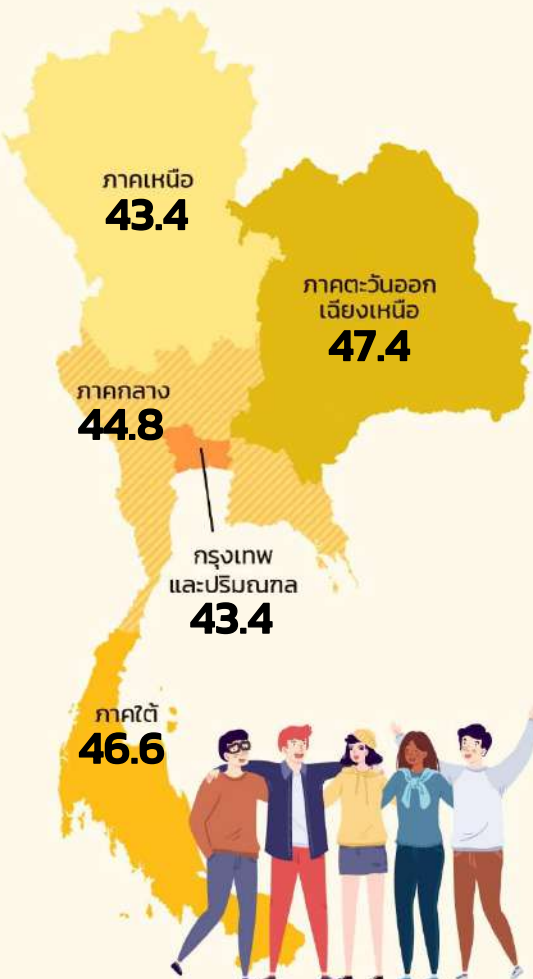 ภาคเหนือ
43.4
ภาคตะวันออก
เฉียงเหนือ
47.4
ภาคกลาง
44.8
กรุงเทพ
และปริมณฑล
43.4
ภาคใต้
46.6